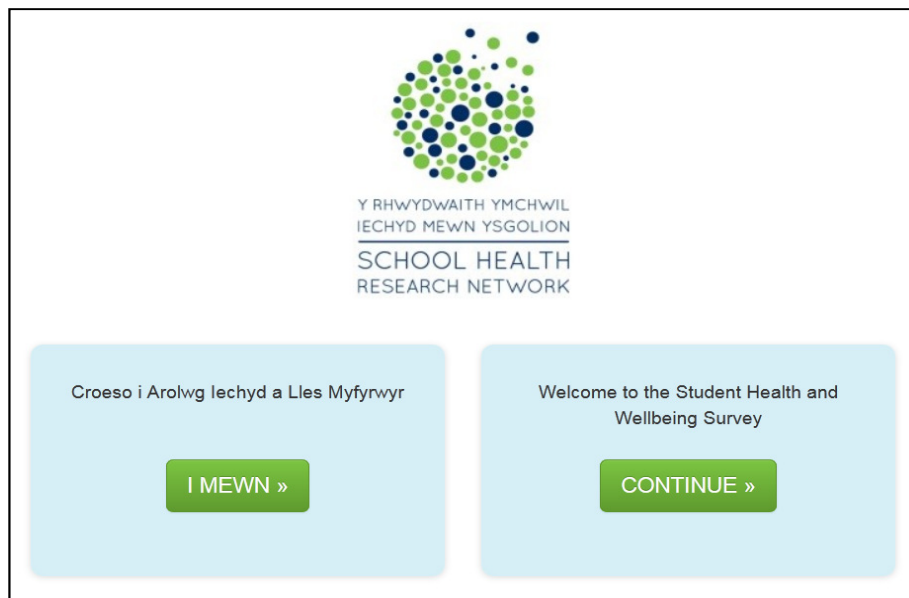 Y RHWYDWAITH YMCHWIL
IECHYD MEWN YSGOLION
SCHOOL HEALTH
RESEARCH NETWORK
Croeso i Arolwg Iechyd a Lles Myfyrwyr
I MEWN »
Welcome to the Student Health and
Wellbeing Survey
CONTINUE »